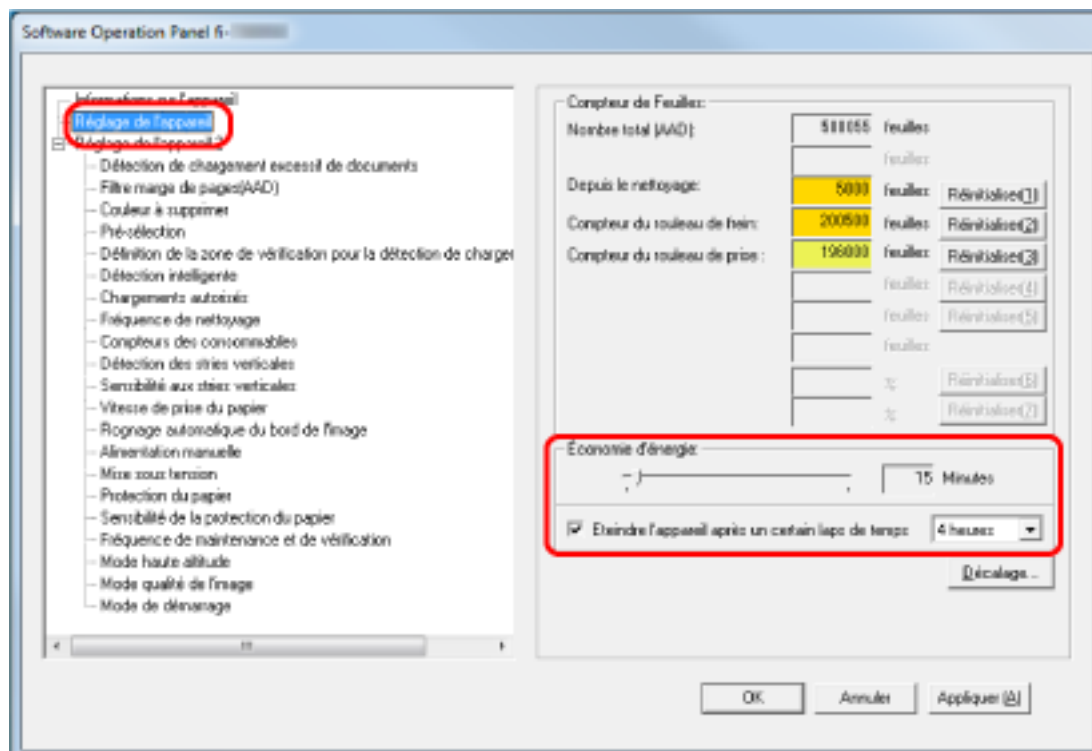 Software Operation Panel fi-
Informations sur l'appareil
Réglage de l'appareil
Réglage de l'appareil 2
Détection de chargement excessif de documents
Filtre marge de pages(AAD)
Couleur à supprimer
Pré-sélection
Définition de la zone de vérification pour la détection de charge
Détection intelligente
Chargements autorisés
Fréquence de nettoyage
Compteurs des consommables
Détection des stries verticales
Sensibilité aux stries verticales
Vitesse de prise du papier
Rognage automatique du bord de l'image
Alimentation manuelle
Mise sous tension
Protection du papier
Sensibilité de la protection du papier
Fréquence de maintenance et de vérification
Mode haute altitude
Mode qualité de l'image
Mode de démarrage
Compteur de Feuilles:
Nombre total (AAD): 500055 feuilles
feuilles
Depuis le nettoyage: 5000 feuilles Réinitialiser(1)
Compteur du rouleau de frein: 200500 feuilles Réinitialiser(2)
Compteur du rouleau de prise : 196000 feuilles Réinitialiser(3)
feuilles Réinitialiser(4)
feuilles Réinitialiser(5)
feuilles
% Réinitialiser(6)
% Réinitialiser(7)
Économie d'énergie:
15 Minutes
Eteindre l'appareil après un certain laps de temps 4 heures
Décalage...
OK Annuler Appliquer (A)